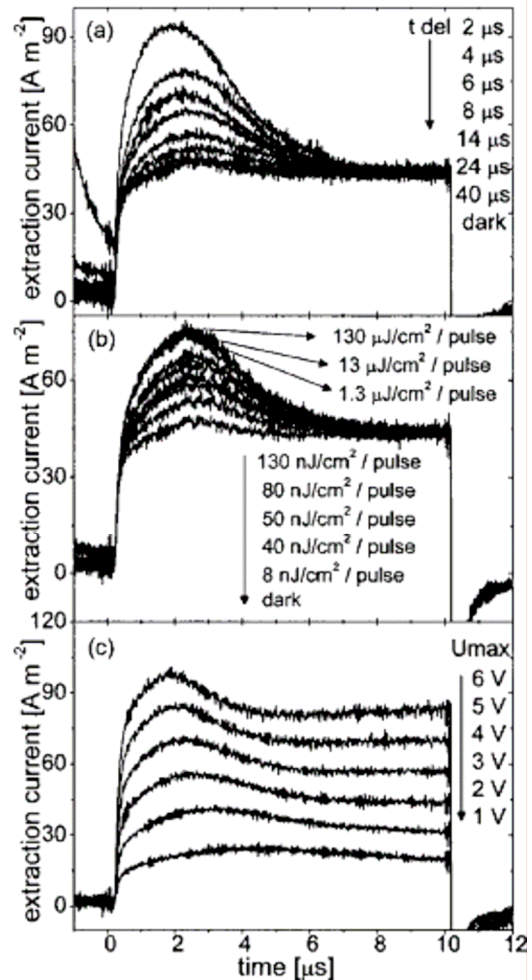 (a)
t del
2 μs
4 μs
6 μs
8 μs
14 μs
24 μs
40 μs
dark
extraction current [A m⁻²]
90
60
30
0
(b)
130 μJ/cm² / pulse
13 μJ/cm² / pulse
1.3 μJ/cm² / pulse
130 nJ/cm² / pulse
80 nJ/cm² / pulse
50 nJ/cm² / pulse
40 nJ/cm² / pulse
8 nJ/cm² / pulse
dark
extraction current [A m⁻²]
60
30
0
(c)
Umax
6 V
5 V
4 V
3 V
2 V
1 V
extraction current [A m⁻²]
120
90
60
30
0
0 2 4 6 8 10 12
time [μs]